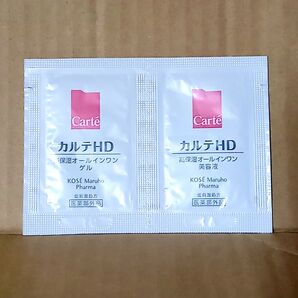 Carté
カルテHD
高保湿オールインワン
ゲル
KOSÉ Maruho
Pharma
医薬部外品
Carté
カルテHD
高保湿オールインワン
美容液
KOSÉ Maruho
Pharma
医薬部外品